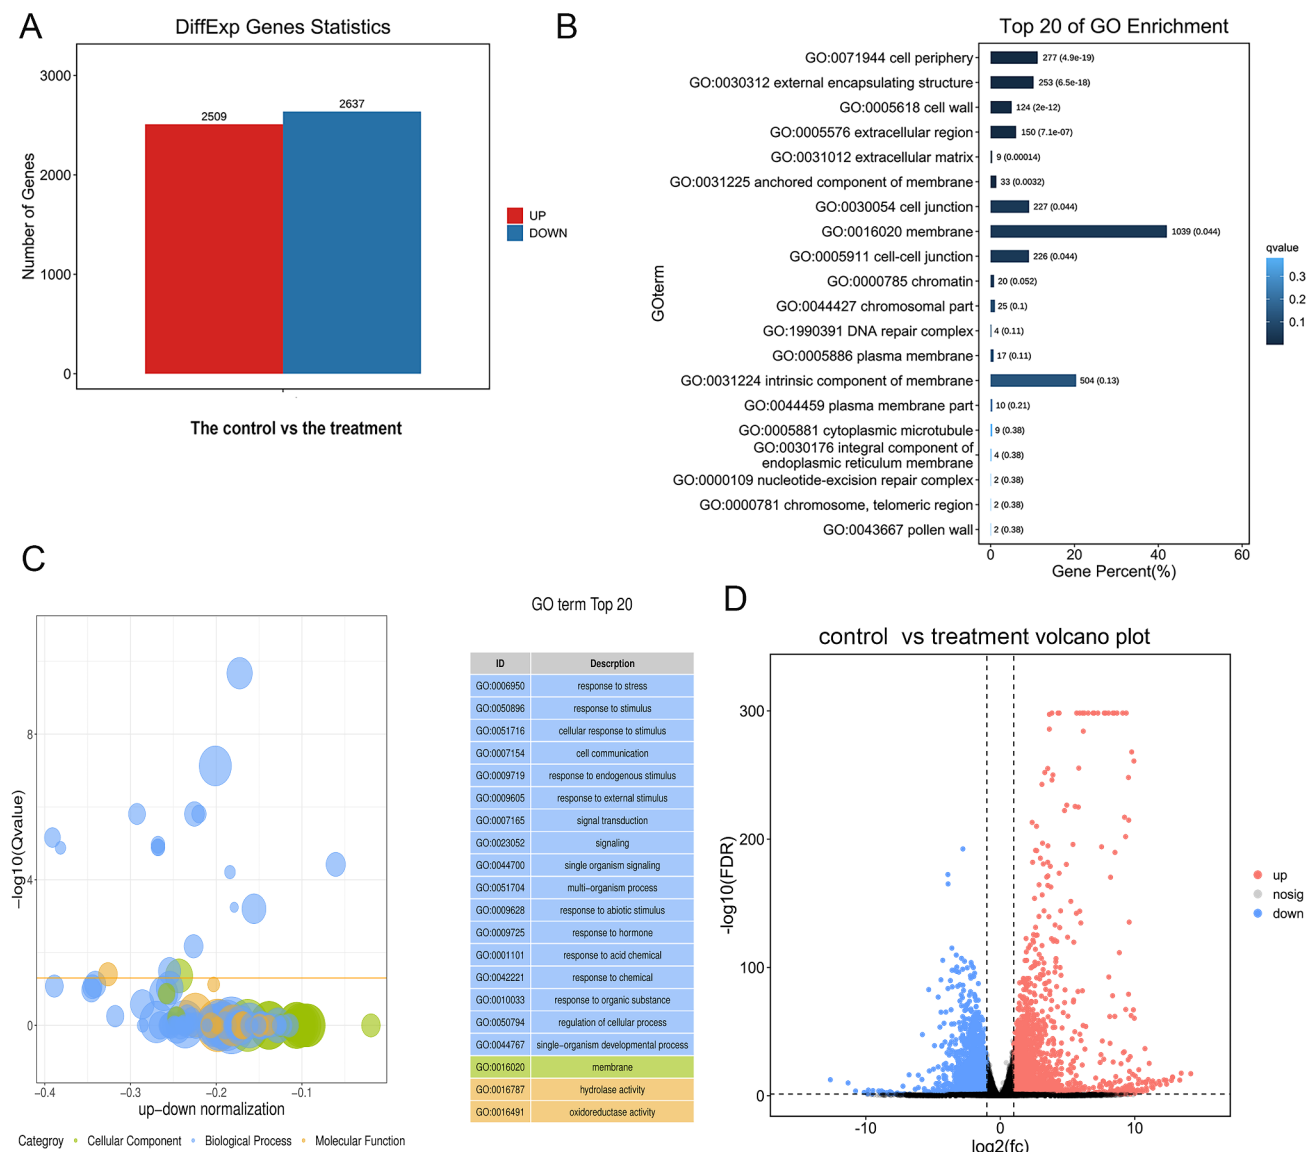 A
DiffExp Genes Statistics
3000
2000
1000
0
Number of Genes
2509
2637
UP
DOWN
The control vs the treatment
B
Top 20 of GO Enrichment
GOterm
GO:0071944 cell periphery 277 (4.9e-19)
GO:0030312 external encapsulating structure 253 (6.5e-18)
GO:0005618 cell wall 124 (2e-12)
GO:0005576 extracellular region 150 (7.1e-07)
GO:0031012 extracellular matrix 9 (0.00014)
GO:0031225 anchored component of membrane 33 (0.0032)
GO:0030054 cell junction 227 (0.044)
GO:0016020 membrane 1039 (0.044)
GO:0005911 cell-cell junction 226 (0.044)
GO:0000785 chromatin 20 (0.052)
GO:0044427 chromosomal part 25 (0.1)
GO:1990391 DNA repair complex 4 (0.11)
GO:0005886 plasma membrane 17 (0.11)
GO:0031224 intrinsic component of membrane 504 (0.13)
GO:0044459 plasma membrane part 10 (0.21)
GO:0005881 cytoplasmic microtubule 9 (0.38)
GO:0030176 integral component of
endoplasmic reticulum membrane 4 (0.38)
GO:0000109 nucleotide-excision repair complex 2 (0.38)
GO:0000781 chromosome, telomeric region 2 (0.38)
GO:0043667 pollen wall 2 (0.38)
0 20 40 60
Gene Percent(%)
qvalue
0.3
0.2
0.1
C
−log10(Qvalue)
8
4
0
−0.4 −0.3 −0.2 −0.1
up−down normalization
Categroy Cellular Component Biological Process Molecular Function
GO term Top 20
ID Descrption
GO:0006950 response to stress
GO:0050896 response to stimulus
GO:0051716 cellular response to stimulus
GO:0007154 cell communication
GO:0009719 response to endogenous stimulus
GO:0009605 response to external stimulus
GO:0007165 signal transduction
GO:0023052 signaling
GO:0044700 single organism signaling
GO:0051704 multi−organism process
GO:0009628 response to abiotic stimulus
GO:0009725 response to hormone
GO:0001101 response to acid chemical
GO:0042221 response to chemical
GO:0010033 response to organic substance
GO:0050794 regulation of cellular process
GO:0044767 single−organism developmental process
GO:0016020 membrane
GO:0016787 hydrolase activity
GO:0016491 oxidoreductase activity
D
control vs treatment volcano plot
-log10(FDR)
300
200
100
0
-10 0 10
log2(fc)
up
nosig
down